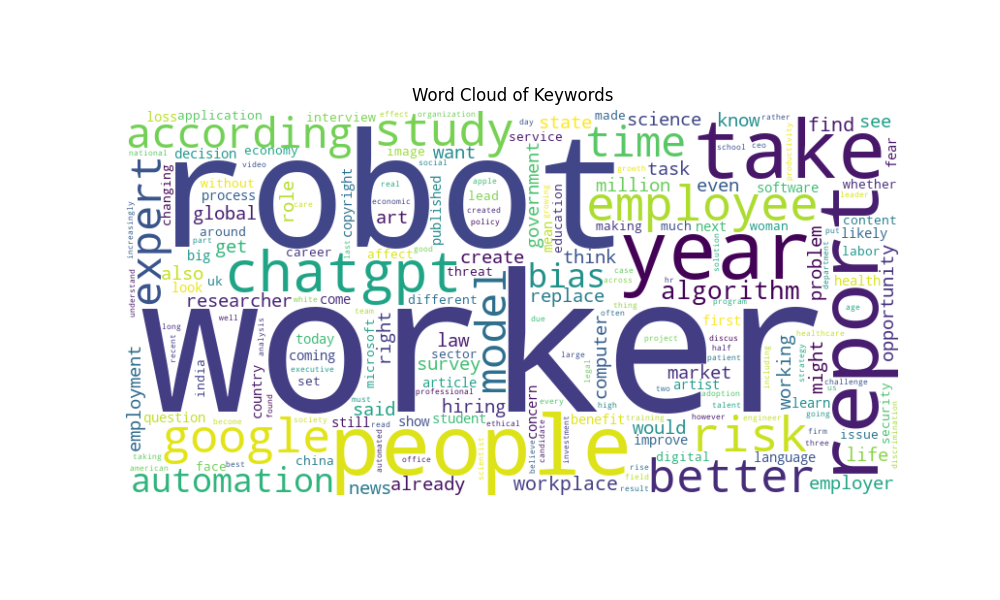 Word Cloud of Keywords
loss application interview effect organization day state made science know rather find see
according study service time take
national decision economy image want social school ceo productivity fear
robot
expert changing video without process role care copyright real apple lead published government education growth task million even software whether
global art economic created policy mean growing employee woman content
increasingly around career last making much next put likely
part big get affect good create think year solution problem labor
also chatgpt threat bias case across hr algorithm department health opportunity
understand look uk researcher white come different model replace thing program report
worker
long well team due often first healthcare age
recent today right law computer project discus half
analysis microsoft sector large market patient might strategy
coming survey legal including working challenge us
india country executive article two artist
employment set must professional high adoption learn
found hiring concern every talent going security
question become said still read show student benefit training however engineer firm issue
society ethical would three discrimination
google people candidate improve risk
taking believe investment digital language life
american face best china automated office scientist rise better leader
automation news already workplace field result employer